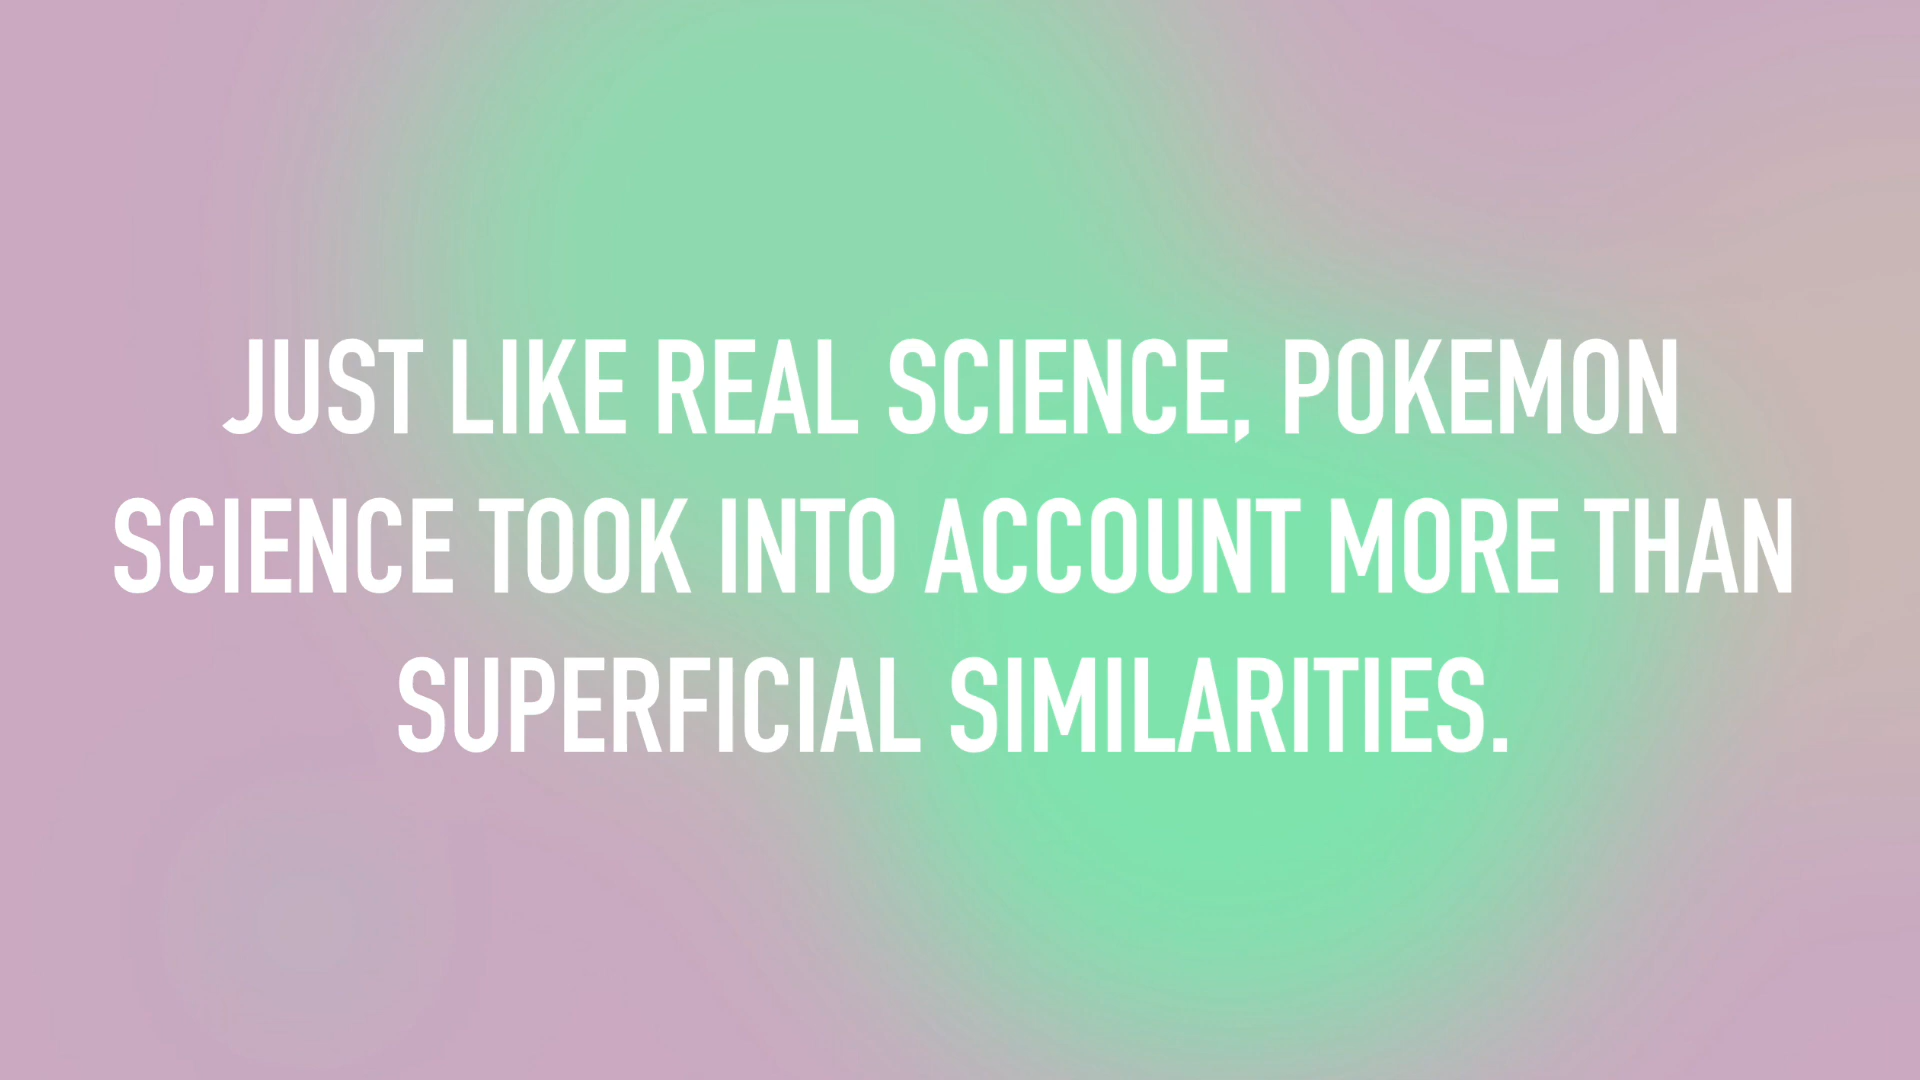 JUST LIKE REAL SCIENCE, POKEMON
SCIENCE TOOK INTO ACCOUNT MORE THAN
SUPERFICIAL SIMILARITIES.